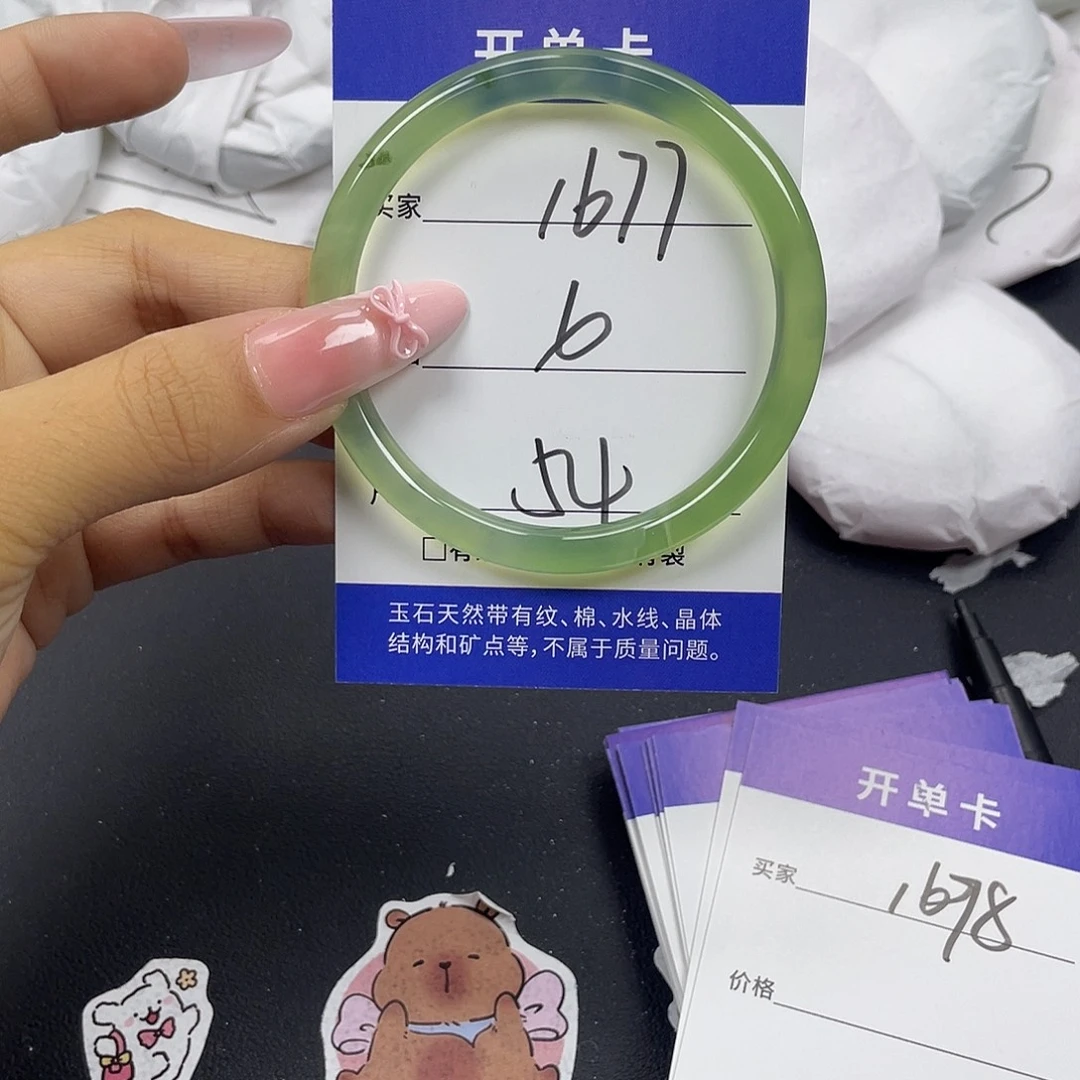 开单卡
买家 1677
6
54
玉石天然带有纹、棉、水线、晶体
结构和矿点等,不属于质量问题。
开单卡
买家 1678
价格